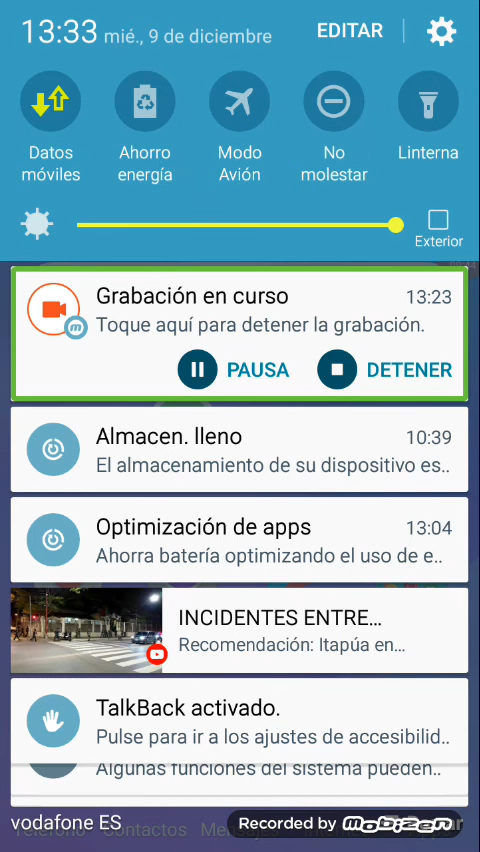 13:33 mié., 9 de diciembre
EDITAR
Datos móviles
Ahorro energía
Modo Avión
No molestar
Linterna
Exterior
Grabación en curso 13:23
Toque aquí para detener la grabación.
PAUSA DETENER
Almacen. lleno 10:39
El almacenamiento de su dispositivo es..
Optimización de apps 13:04
Ahorra batería optimizando el uso de e..
INCIDENTES ENTRE...
Recomendación: Itapúa en...
TalkBack activado.
Pulse para ir a los ajustes de accesibilid..
Algunas funciones del sistema pueden..
vodafone ES
Teléfono Contactos Mensajes
Recorded by mobizen